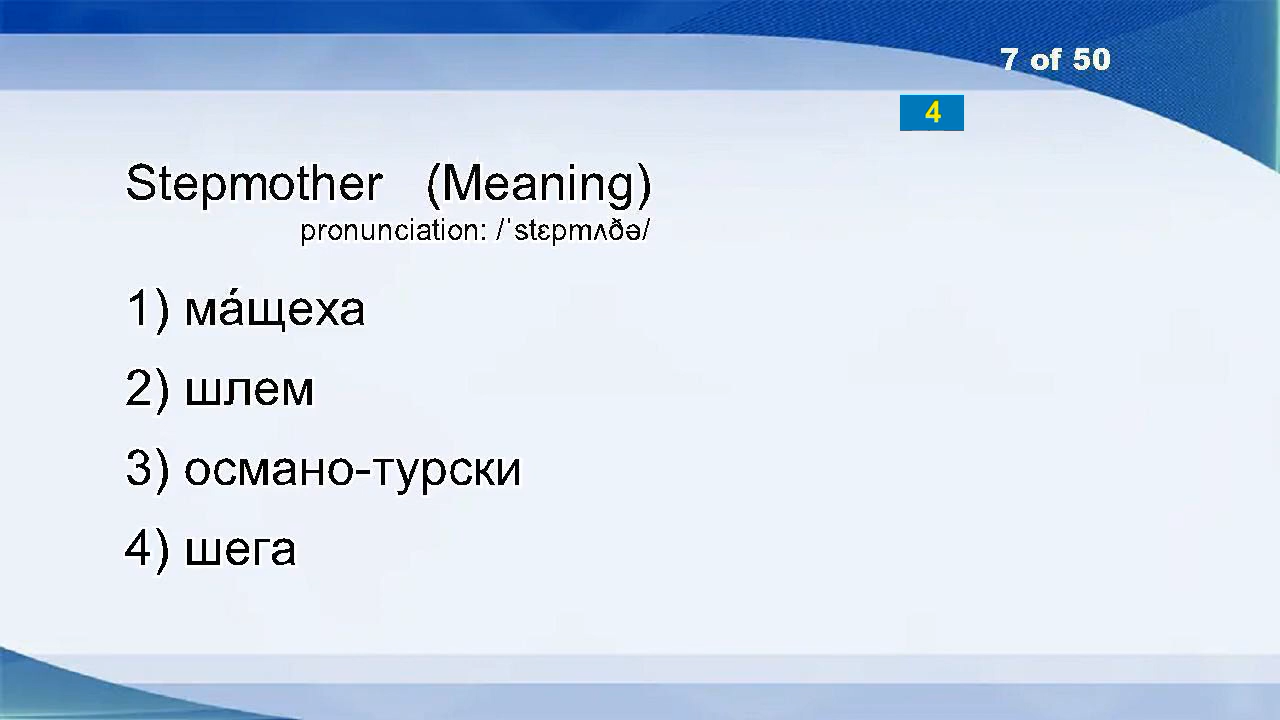 7 of 50
4
Stepmother (Meaning)
pronunciation: /ˈstɛpmʌðə/
1) ма́щеха
2) шлем
3) османо-турски
4) шега